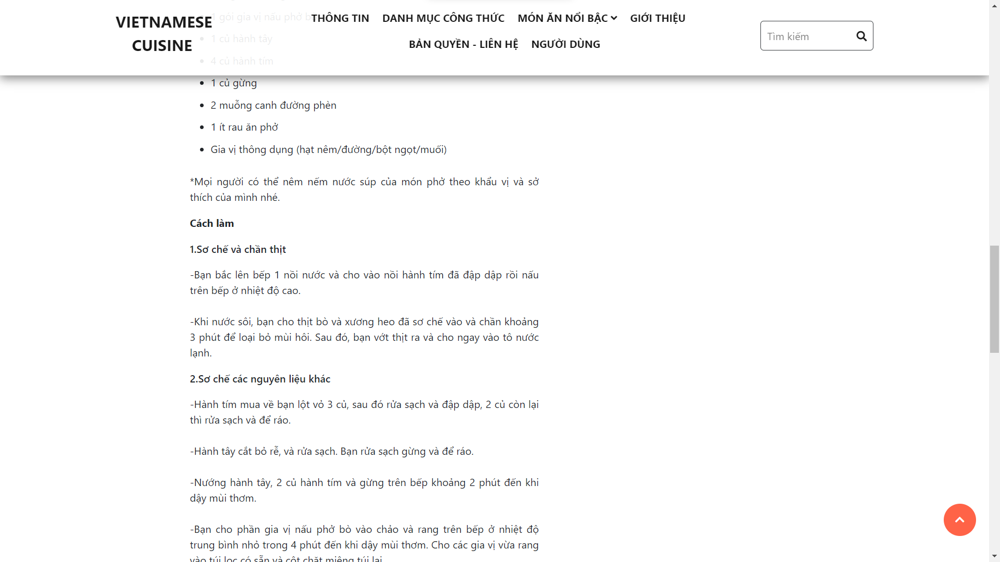 VIETNAMESE
CUISINE
THÔNG TIN
DANH MỤC CÔNG THỨC
MÓN ĂN NỔI BẬC
GIỚI THIỆU
BẢN QUYỀN - LIÊN HỆ
NGƯỜI DÙNG
Tìm kiếm
1 gói gia vị nấu phở
1 củ hành tây
4 củ hành tím
1 củ gừng
2 muỗng canh đường phèn
1 ít rau ăn phở
Gia vị thông dụng (hạt nêm/đường/bột ngọt/muối)
*Mọi người có thể nêm nếm nước súp của món phở theo khẩu vị và sở
thích của mình nhé.
Cách làm
1.Sơ chế và chần thịt
-Bạn bắc lên bếp 1 nồi nước và cho vào nồi hành tím đã đập dập rồi nấu
trên bếp ở nhiệt độ cao.
-Khi nước sôi, bạn cho thịt bò và xương heo đã sơ chế vào và chần khoảng
3 phút để loại bỏ mùi hôi. Sau đó, bạn vớt thịt ra và cho ngay vào tô nước
lạnh.
2.Sơ chế các nguyên liệu khác
-Hành tím mua về bạn lột vỏ 3 củ, sau đó rửa sạch và đập dập, 2 củ còn lại
thì rửa sạch và để ráo.
-Hành tây cắt bỏ rễ, và rửa sạch. Bạn rửa sạch gừng và để ráo.
-Nướng hành tây, 2 củ hành tím và gừng trên bếp khoảng 2 phút đến khi
dậy mùi thơm.
-Bạn cho phần gia vị nấu phở bò vào chảo và rang trên bếp ở nhiệt độ
trung bình nhỏ trong 4 phút đến khi dậy mùi thơm. Cho các gia vị vừa rang
vào túi lọc có sẵn và cột chặt miệng túi lại